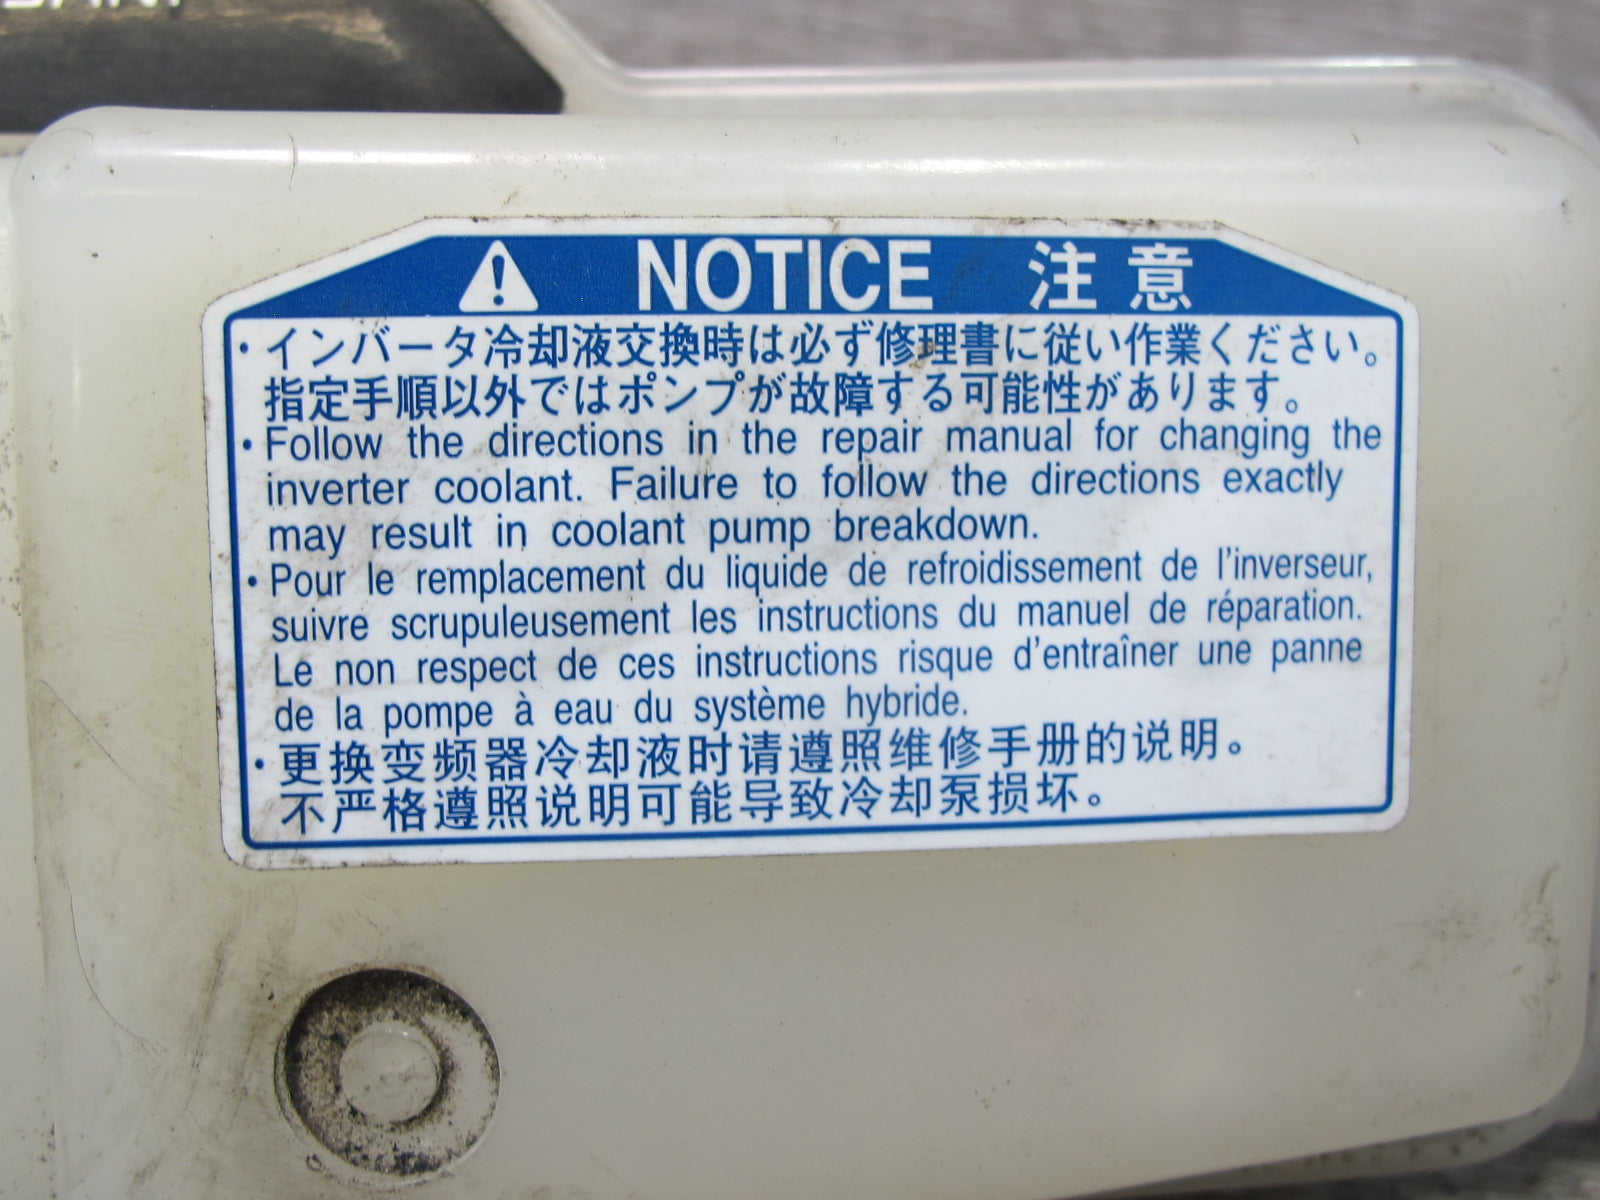 NOTICE 注意
・インバータ冷却液交換時は必ず修理書に従い作業ください。
指定手順以外ではポンプが故障する可能性があります。
・Follow the directions in the repair manual for changing the
inverter coolant. Failure to follow the directions exactly
may result in coolant pump breakdown.
・Pour le remplacement du liquide de refroidissement de l'inverseur,
suivre scrupuleusement les instructions du manuel de réparation.
Le non respect de ces instructions risque d'entraîner une panne
de la pompe à eau du système hybride.
・更换变频器冷却液时请遵照维修手册的说明。
不严格遵照说明可能导致冷却泵损坏。